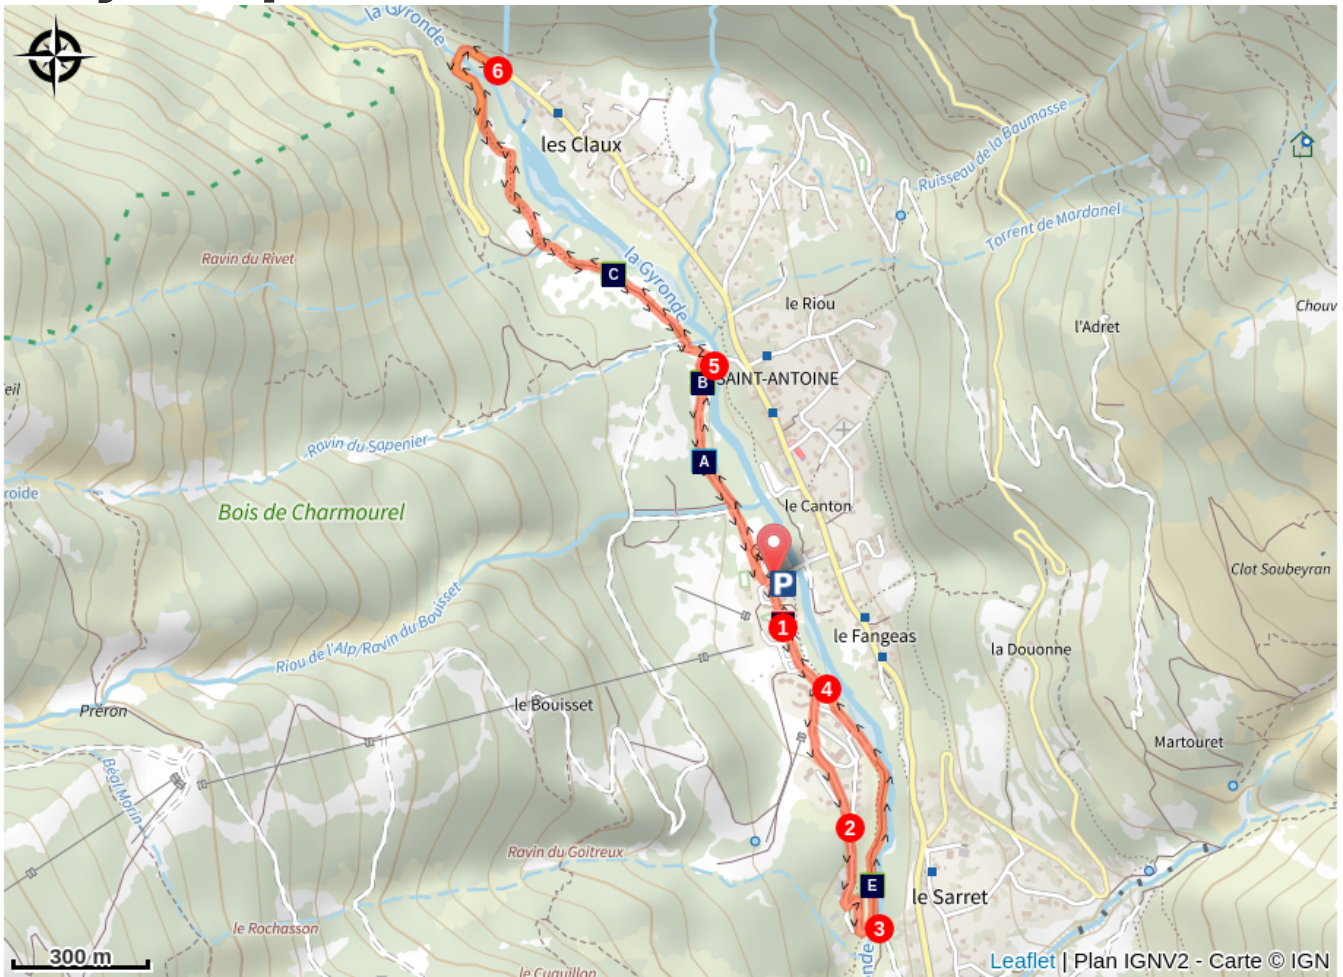 la Gyronde
6
les Claux
Ruisseau de la Baumasse
Torrent de Mardanel
Ravin du Rivet
la Gyronde
C
le Riou
l'Adret
Chouv
5
B
SAINT-ANTOINE
eil
Ravin du Sapenier
A
roide
Bois de Charmourel
le Canton
Clot Soubeyran
P
1
le Fangeas
la Douonne
Riou de l'Alp/Ravin du Bouisset
4
Préron
le Bouisset
Martouret
Béal Morin
2
Ravin du Goitreux
E
le Sarret
le Rochasson
3
nde
300 m
le Cuguillon
Leaflet | Plan IGNV2 - Carte © IGN